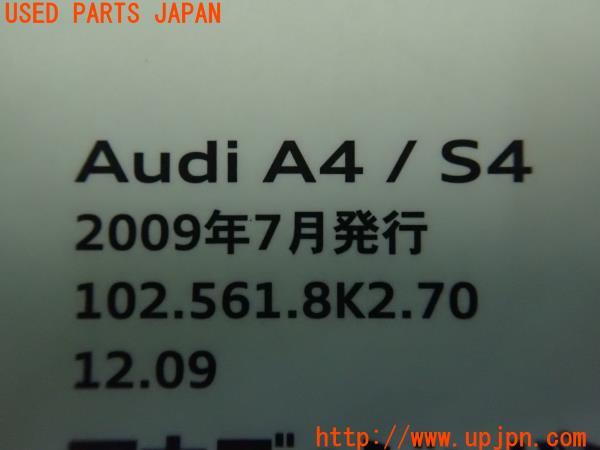 USED PARTS JAPAN
Audi A4 / S4
2009年7月発行
102.561.8K2.70
12.09
http://www.upjpn.com